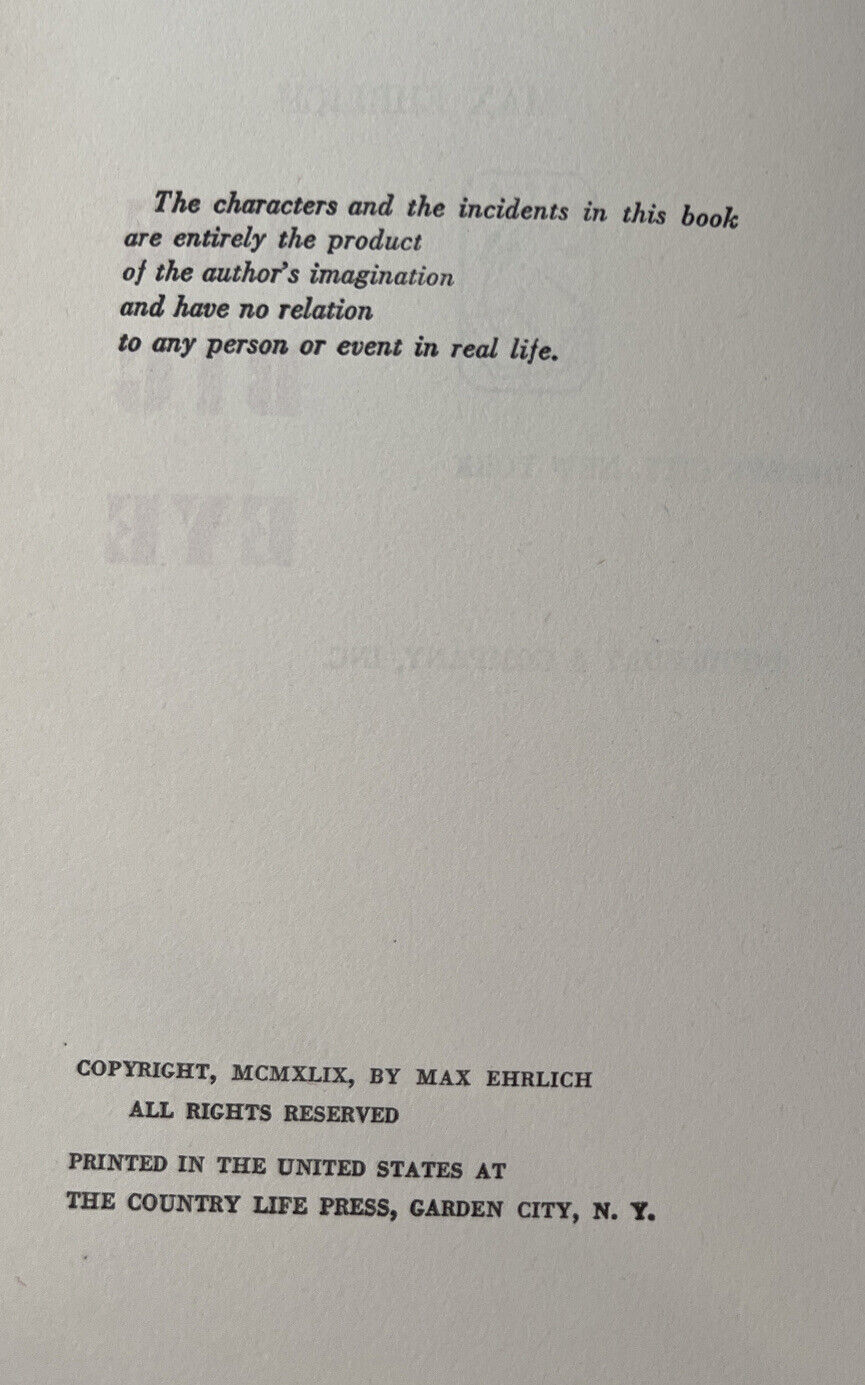 The characters and the incidents in this book
are entirely the product
of the author's imagination
and have no relation
to any person or event in real life.
EYE
COPYRIGHT, MCMXLIX, BY MAX EHRLICH
ALL RIGHTS RESERVED
PRINTED IN THE UNITED STATES AT
THE COUNTRY LIFE PRESS, GARDEN CITY, N. Y.